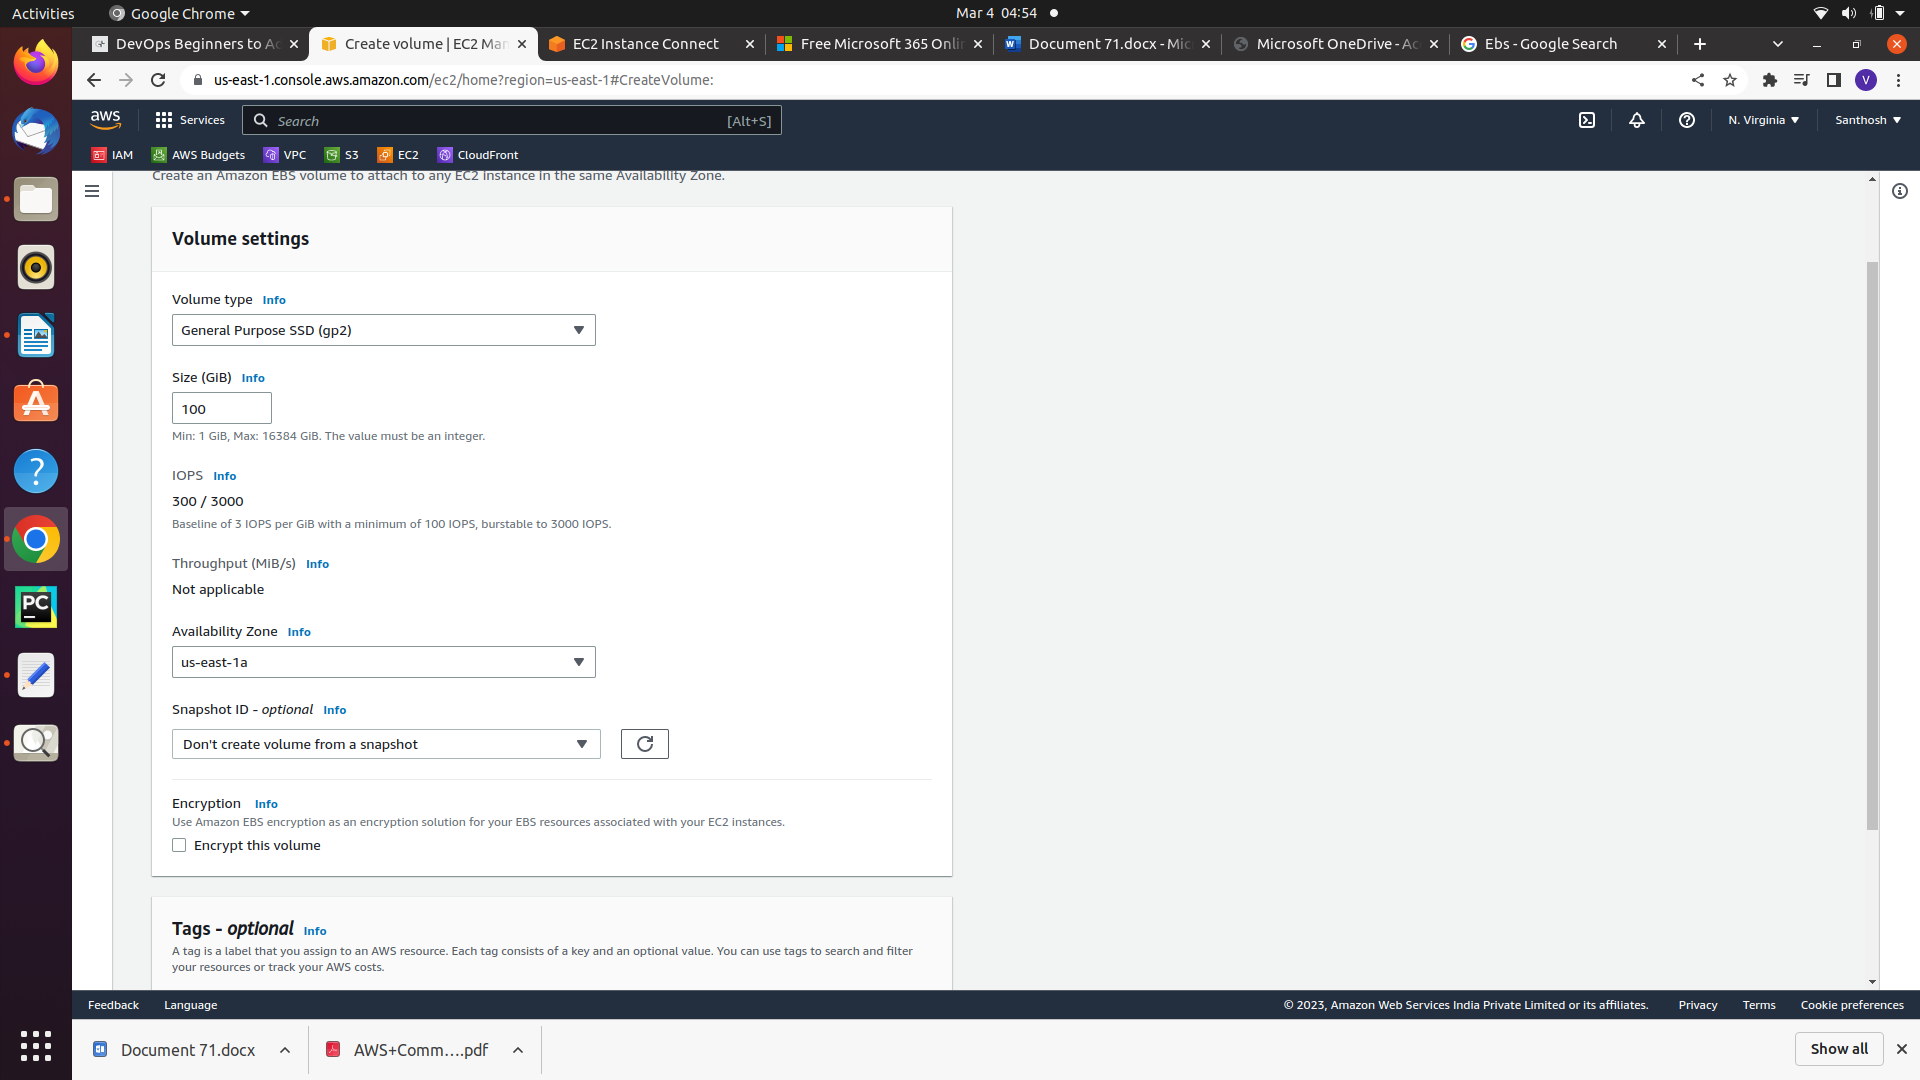 Activities
Google Chrome
Mar 4 04:54
DevOps Beginners to Ac
Create volume | EC2 Man
EC2 Instance Connect
Free Microsoft 365 Onli
Document 71.docx - Mic
Microsoft OneDrive - Ac
Ebs - Google Search
us-east-1.console.aws.amazon.com/ec2/home?region=us-east-1#CreateVolume:
V
aws
Services
Search
[Alt+S]
N. Virginia
Santhosh
IAM
AWS Budgets
VPC
S3
EC2
CloudFront
Create an Amazon EBS volume to attach to any EC2 instance in the same Availability Zone.
Volume settings
Volume type Info
General Purpose SSD (gp2)
Size (GiB) Info
100
Min: 1 GiB, Max: 16384 GiB. The value must be an integer.
IOPS Info
300 / 3000
Baseline of 3 IOPS per GiB with a minimum of 100 IOPS, burstable to 3000 IOPS.
Throughput (MiB/s) Info
Not applicable
Availability Zone Info
us-east-1a
Snapshot ID - optional Info
Don't create volume from a snapshot
Encryption Info
Use Amazon EBS encryption as an encryption solution for your EBS resources associated with your EC2 instances.
Encrypt this volume
Tags - optional Info
A tag is a label that you assign to an AWS resource. Each tag consists of a key and an optional value. You can use tags to search and filter
your resources or track your AWS costs.
PC
Feedback
Language
© 2023, Amazon Web Services India Private Limited or its affiliates.
Privacy
Terms
Cookie preferences
Document 71.docx
AWS+Comm....pdf
Show all